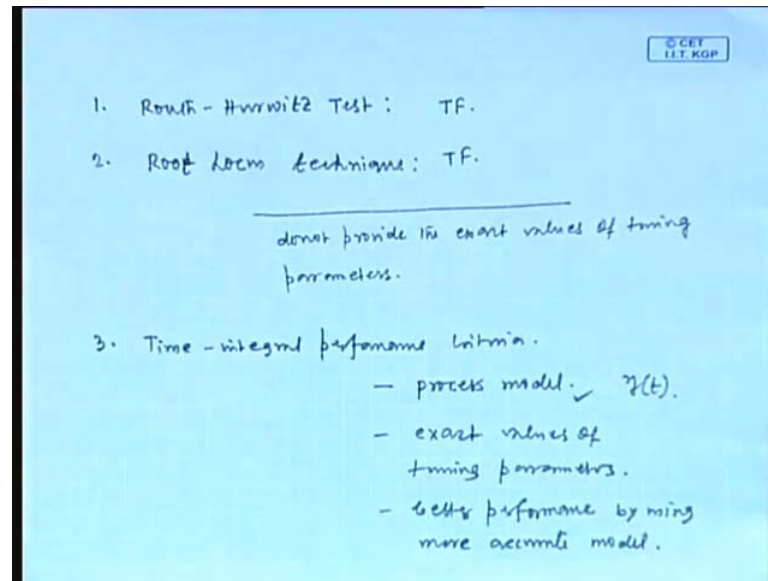 © CET
I.I.T. KGP
1. Routh - Hurwitz Test : TF.
2. Root Locus technique : TF.
donot provide the exact values of tuning
parameters.
3. Time - integral performance criteria.
- process model. ✓ y(t).
- exact values of
tuning parameters.
- better performance by using
more accurate model.